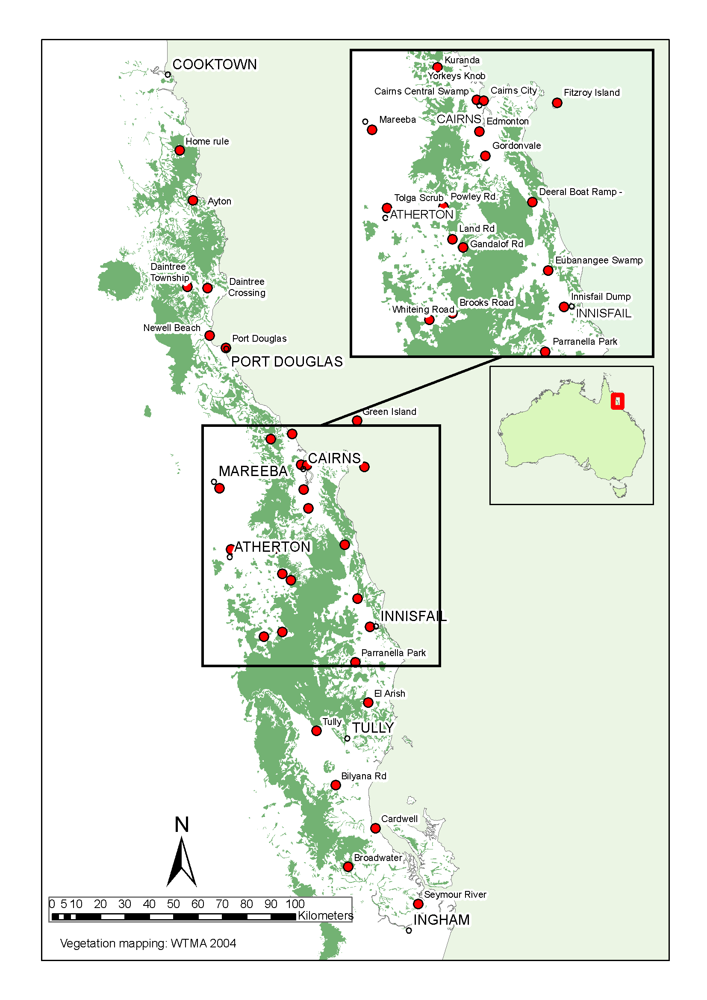 COOKTOWN
Home rule
Ayton
Daintree
Township
Daintree
Crossing
Newell Beach
Port Douglas
PORT DOUGLAS
Kuranda
Yorkeys Knob
Cairns Central Swamp
Cairns City
Fitzroy Island
Mareeba
CAIRNS
Edmonton
Gordonvale
Deeral Boat Ramp -
Tolga Scrub
Powley Rd.
ATHERTON
Land Rd
Gandalof Rd
Eubanangee Swamp
Innisfail Dump
INNISFAIL
Brooks Road
Whiteing Road
Parranella Park
Green Island
CAIRNS
MAREEBA
ATHERTON
INNISFAIL
Parranella Park
El Arish
Tully
TULLY
Bilyana Rd
Cardwell
Broadwater
Seymour River
INGHAM
N
0 5 10 20 30 40 50 60 70 80 90 100
Kilometers
Vegetation mapping: WTMA 2004